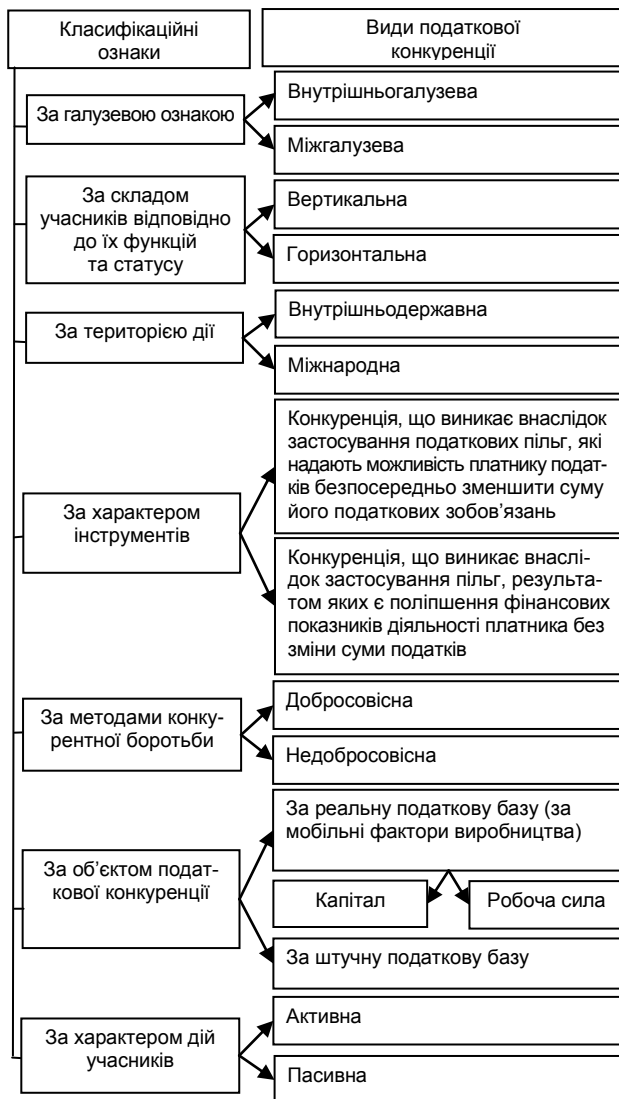 Класифікаційні
ознаки
Види податкової
конкуренції
За галузевою ознакою
Внутрішньогалузева
Міжгалузева
За складом
учасників відповідно
до їх функцій
та статусу
Вертикальна
Горизонтальна
За територією дії
Внутрішньодержавна
Міжнародна
За характером
інструментів
Конкуренція, що виникає внаслідок
застосування податкових пільг, які
надають можливість платнику подат-
ків безпосередньо зменшити суму
його податкових зобов’язань
Конкуренція, що виникає внаслі-
док застосування пільг, результа-
том яких є поліпшення фінансових
показників діяльності платника без
зміни суми податків
За методами конку-
рентної боротьби
Добросовісна
Недобросовісна
За об’єктом подат-
кової конкуренції
За реальну податкову базу (за
мобільні фактори виробництва)
Капітал
Робоча сила
За штучну податкову базу
За характером дій
учасників
Активна
Пасивна